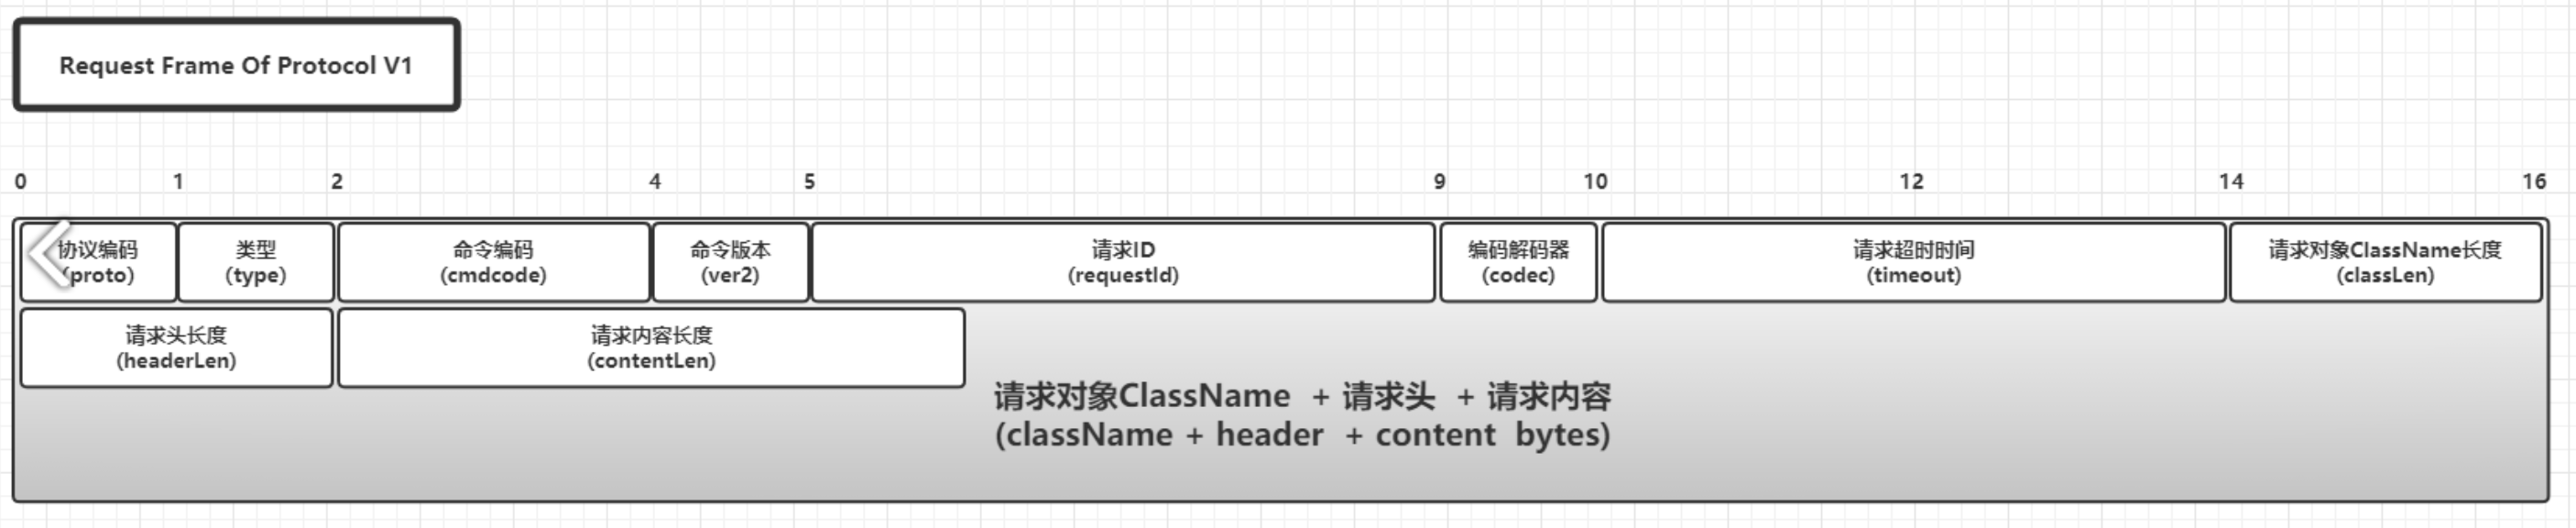 Request Frame Of Protocol V1
0 1 2 4 5 9 10 12 14 16
协议编码
(proto)
类型
(type)
命令编码
(cmdcode)
命令版本
(ver2)
请求ID
(requestId)
编码解码器
(codec)
请求超时时间
(timeout)
请求对象ClassName长度
(classLen)
请求头长度
(headerLen)
请求内容长度
(contentLen)
请求对象ClassName + 请求头 + 请求内容
(className + header + content bytes)